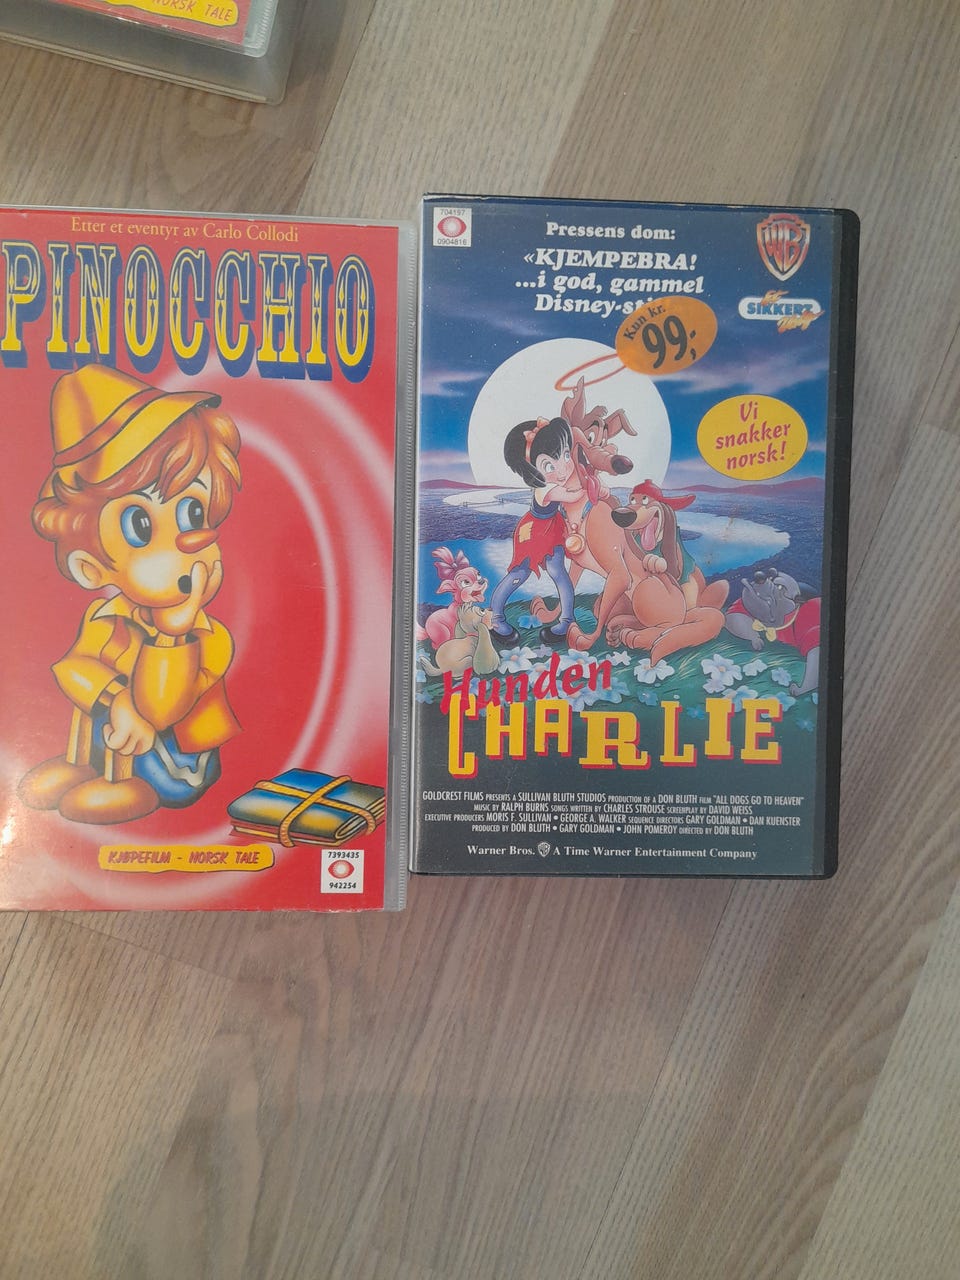 NORSK TALE
Etter et eventyr av Carlo Collodi
PINOCCHIO
KJØPEFILM - NORSK TALE
7393435
942254
704197
0904816
Pressens dom:
«KJEMPEBRA!
...i god, gammel
WB
SIKKERT
Kun kr.
99,-
Vi
snakker
norsk!
Hunden
CHARLIE
GOLDCREST FILMS PRESENTS A SULLIVAN BLUTH STUDIOS PRODUCTION OF A DON BLUTH FILM "ALL DOGS GO TO HEAVEN"
MUSIC BY RALPH BURNS SONGS WRITTEN BY CHARLES STROUSE SCREENPLAY BY DAVID WEISS
EXECUTIVE PRODUCERS MORIS F. SULLIVAN • GEORGE A. WALKER SEQUENCE DIRECTORS GARY GOLDMAN • DAN KUENSTER
PRODUCED BY DON BLUTH • GARY GOLDMAN • JOHN POMEROY DIRECTED BY DON BLUTH
Warner Bros. WB A Time Warner Entertainment Company